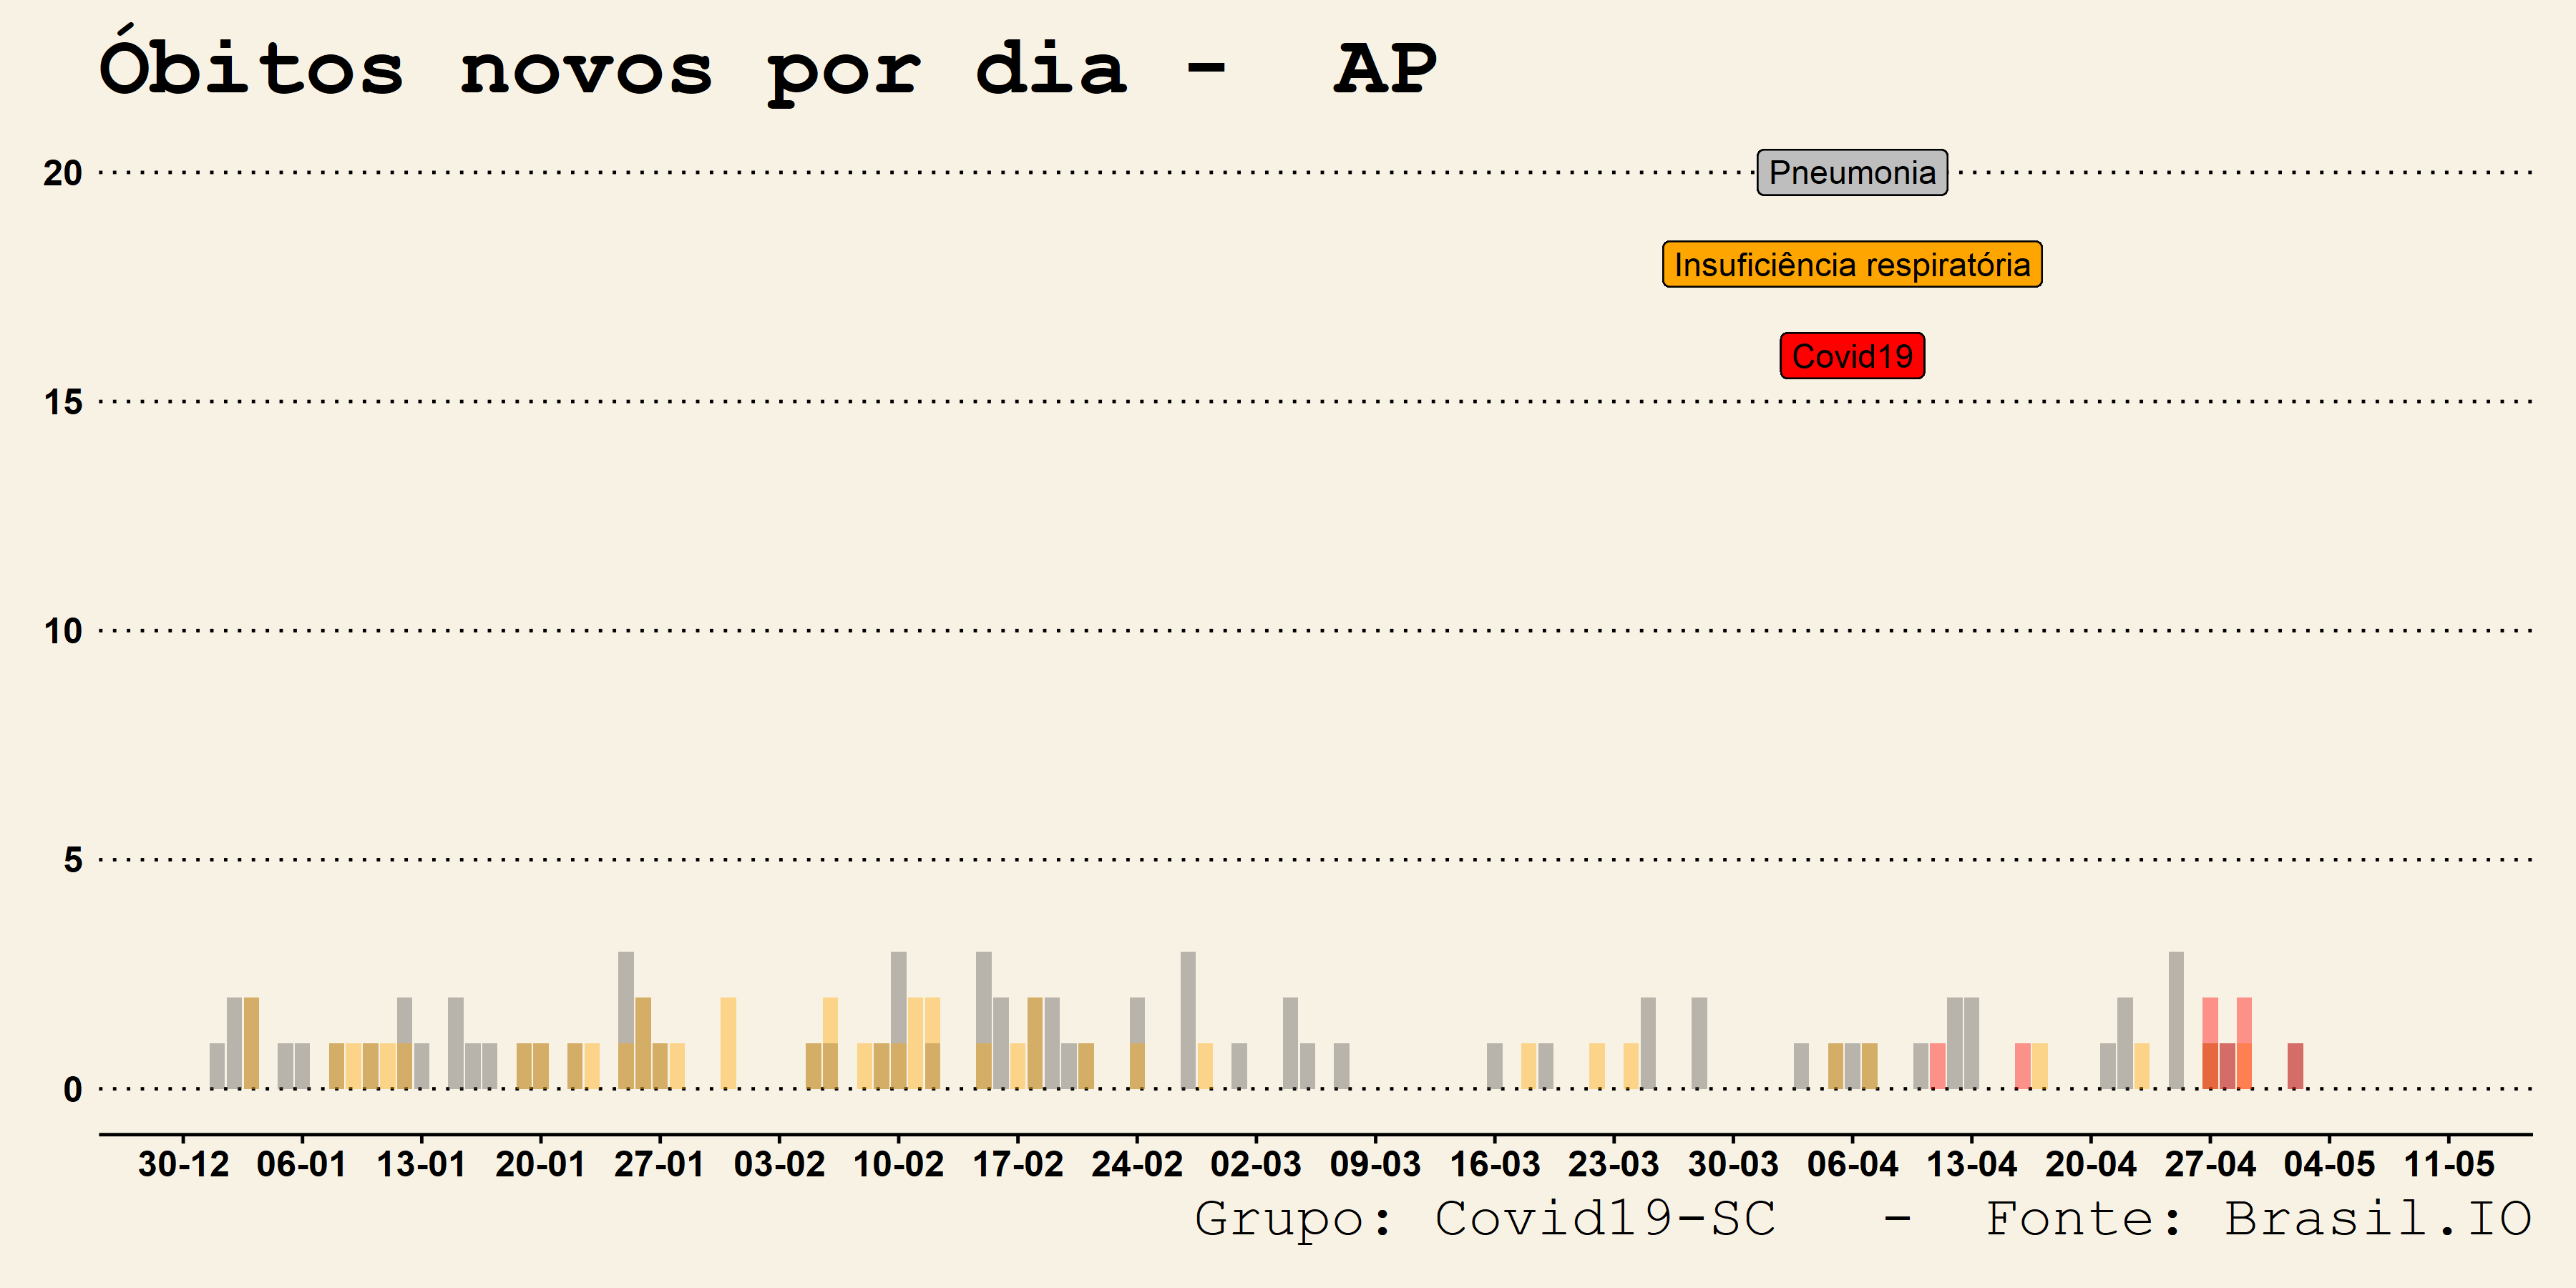 Óbitos novos por dia -  AP
20
Pneumonia
Insuficiência respiratória
Covid19
15
10
5
0
30-12 06-01 13-01 20-01 27-01 03-02 10-02 17-02 24-02 02-03 09-03 16-03 23-03 30-03 06-04 13-04 20-04 27-04 04-05 11-05
Grupo: Covid19-SC  -  Fonte: Brasil.IO